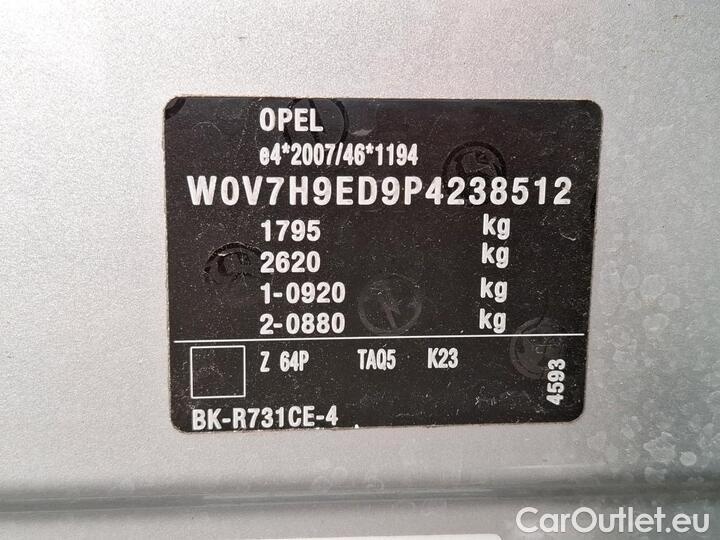 OPEL
e4*2007/46*1194
W0V7H9ED9P4238512
1795 kg
2620 kg
1-0920 kg
2-0880 kg
Z 64P TAQ5 K23
4593
BK-R731CE-4
CarOutlet.eu